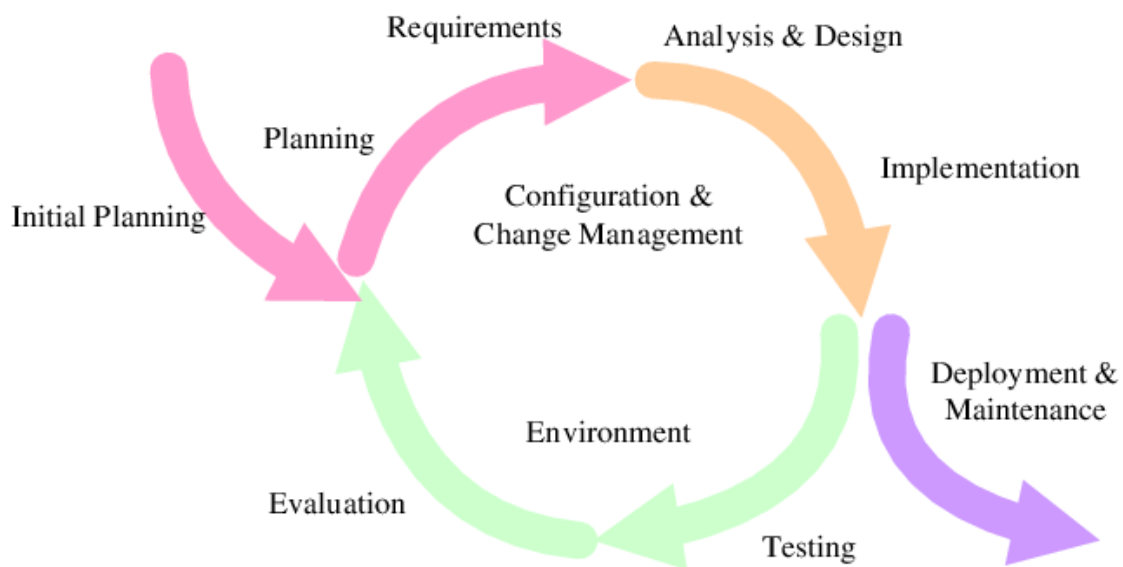 Requirements
Analysis & Design
Planning
Implementation
Configuration &
Change Management
Initial Planning
Deployment &
Maintenance
Environment
Evaluation
Testing